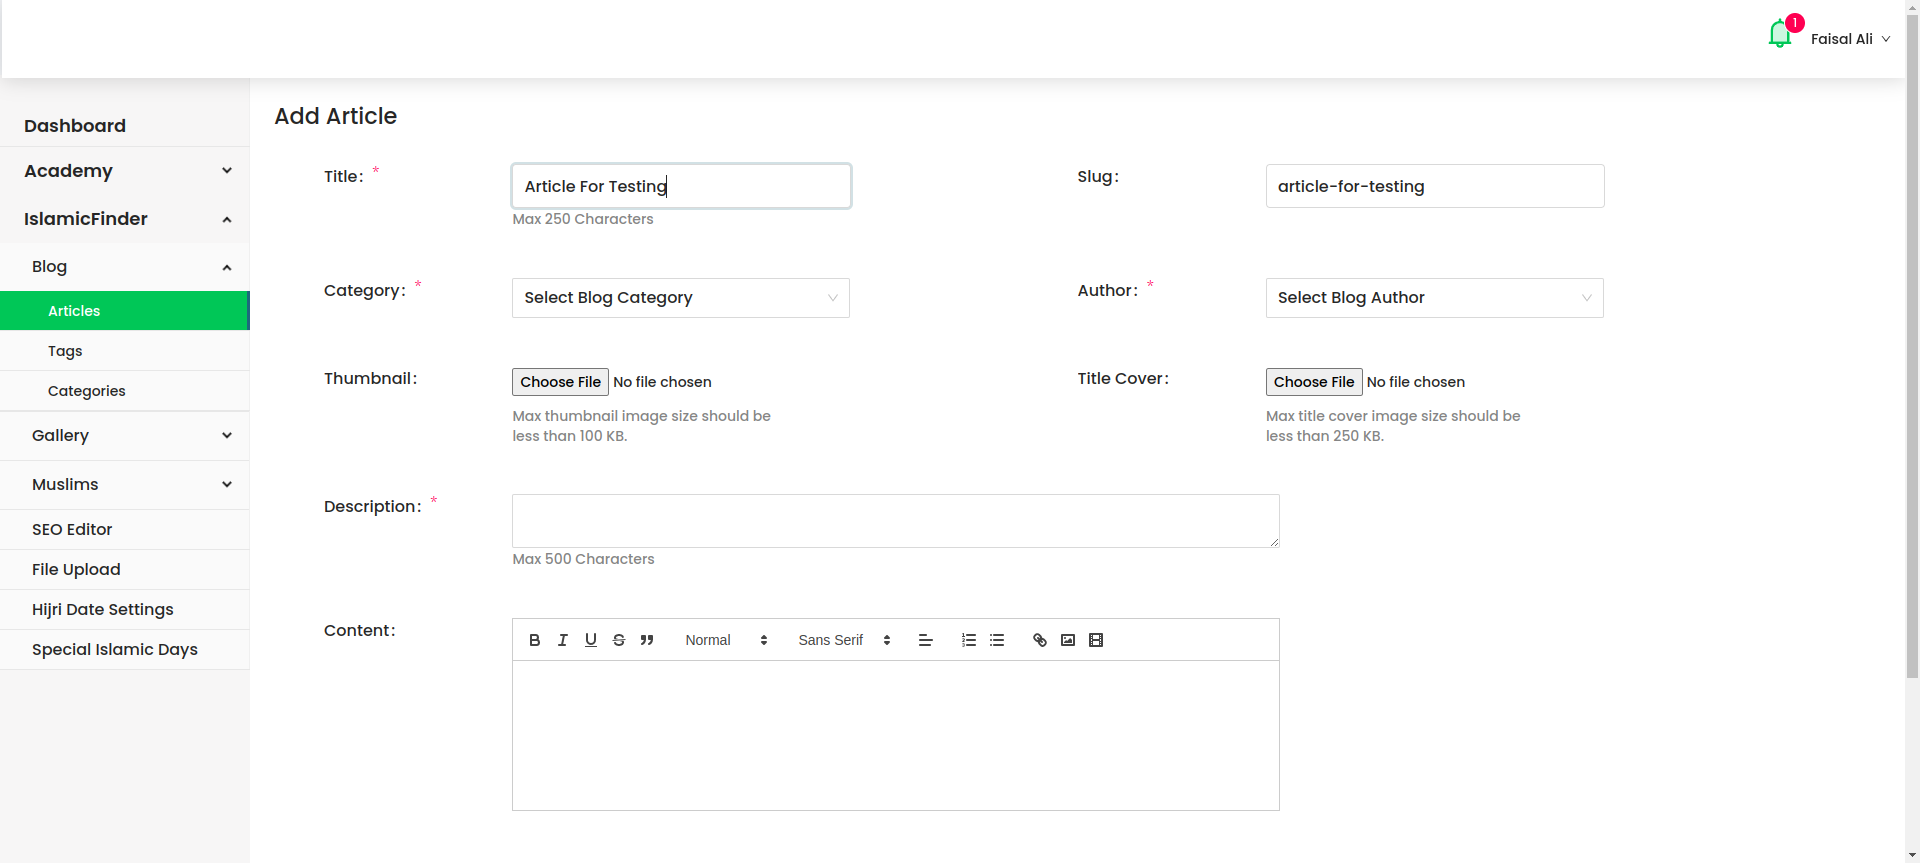 1
Faisal Ali
Dashboard
Academy
IslamicFinder
Blog
Articles
Tags
Categories
Gallery
Muslims
SEO Editor
File Upload
Hijri Date Settings
Special Islamic Days
Add Article
Title: *
Article For Testing
Max 250 Characters
Slug:
article-for-testing
Category: *
Select Blog Category
Author: *
Select Blog Author
Thumbnail:
Choose File No file chosen
Max thumbnail image size should be
less than 100 KB.
Title Cover:
Choose File No file chosen
Max title cover image size should be
less than 250 KB.
Description: *
Max 500 Characters
Content:
B I U S ” Normal Sans Serif